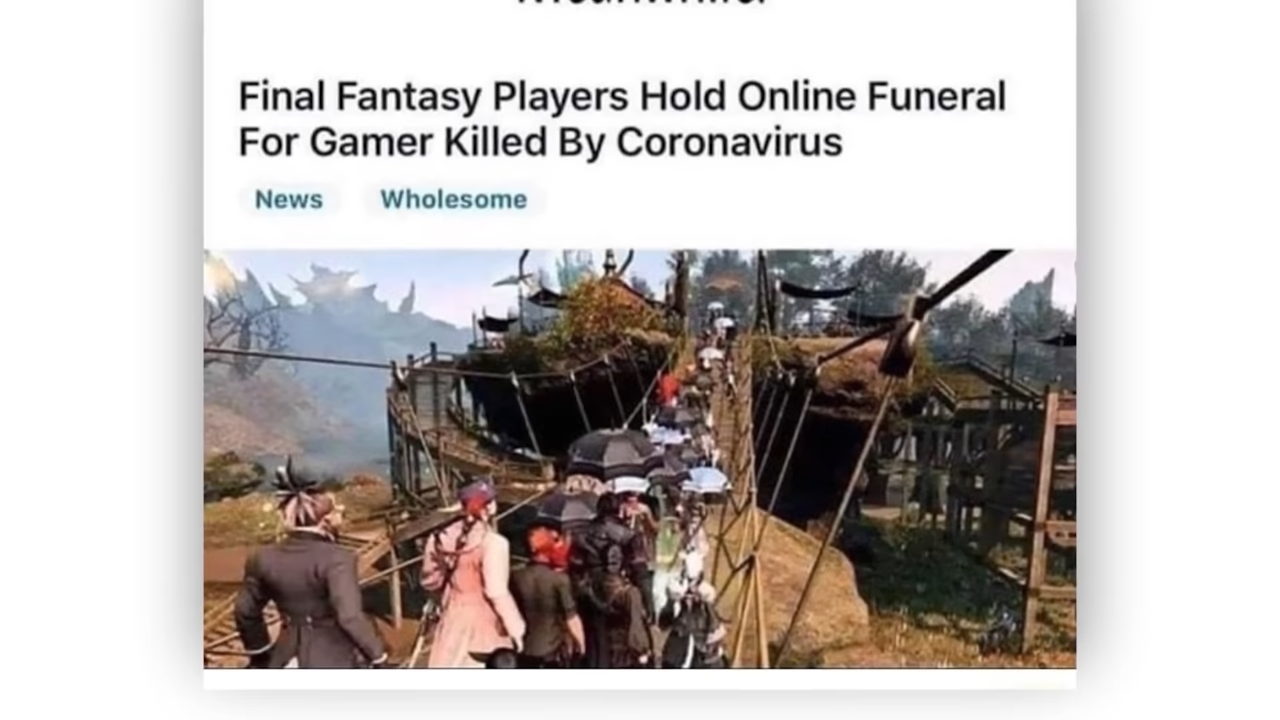 Final Fantasy Players Hold Online Funeral
For Gamer Killed By Coronavirus
News Wholesome